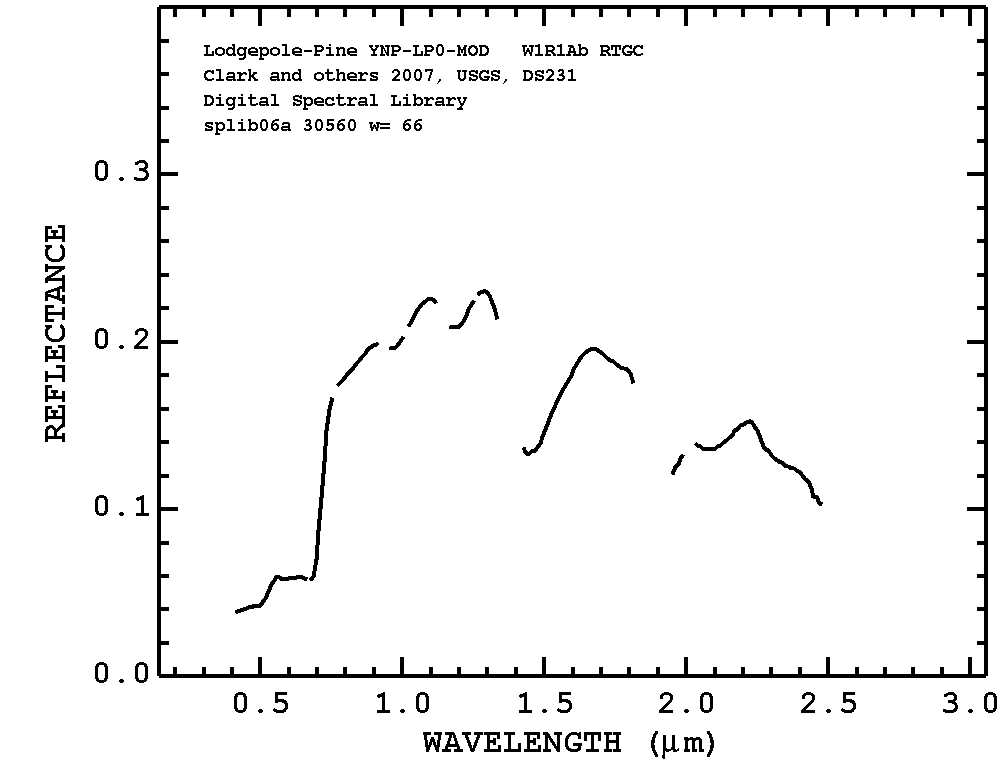 Lodgepole-Pine YNP-LP0-MOD W1R1Ab RTGC
Clark and others 2007, USGS, DS231
Digital Spectral Library
splib06a 30560 w= 66
0.3
0.2
0.1
0.0
REFLECTANCE
0.5 1.0 1.5 2.0 2.5 3.0
WAVELENGTH (μm)